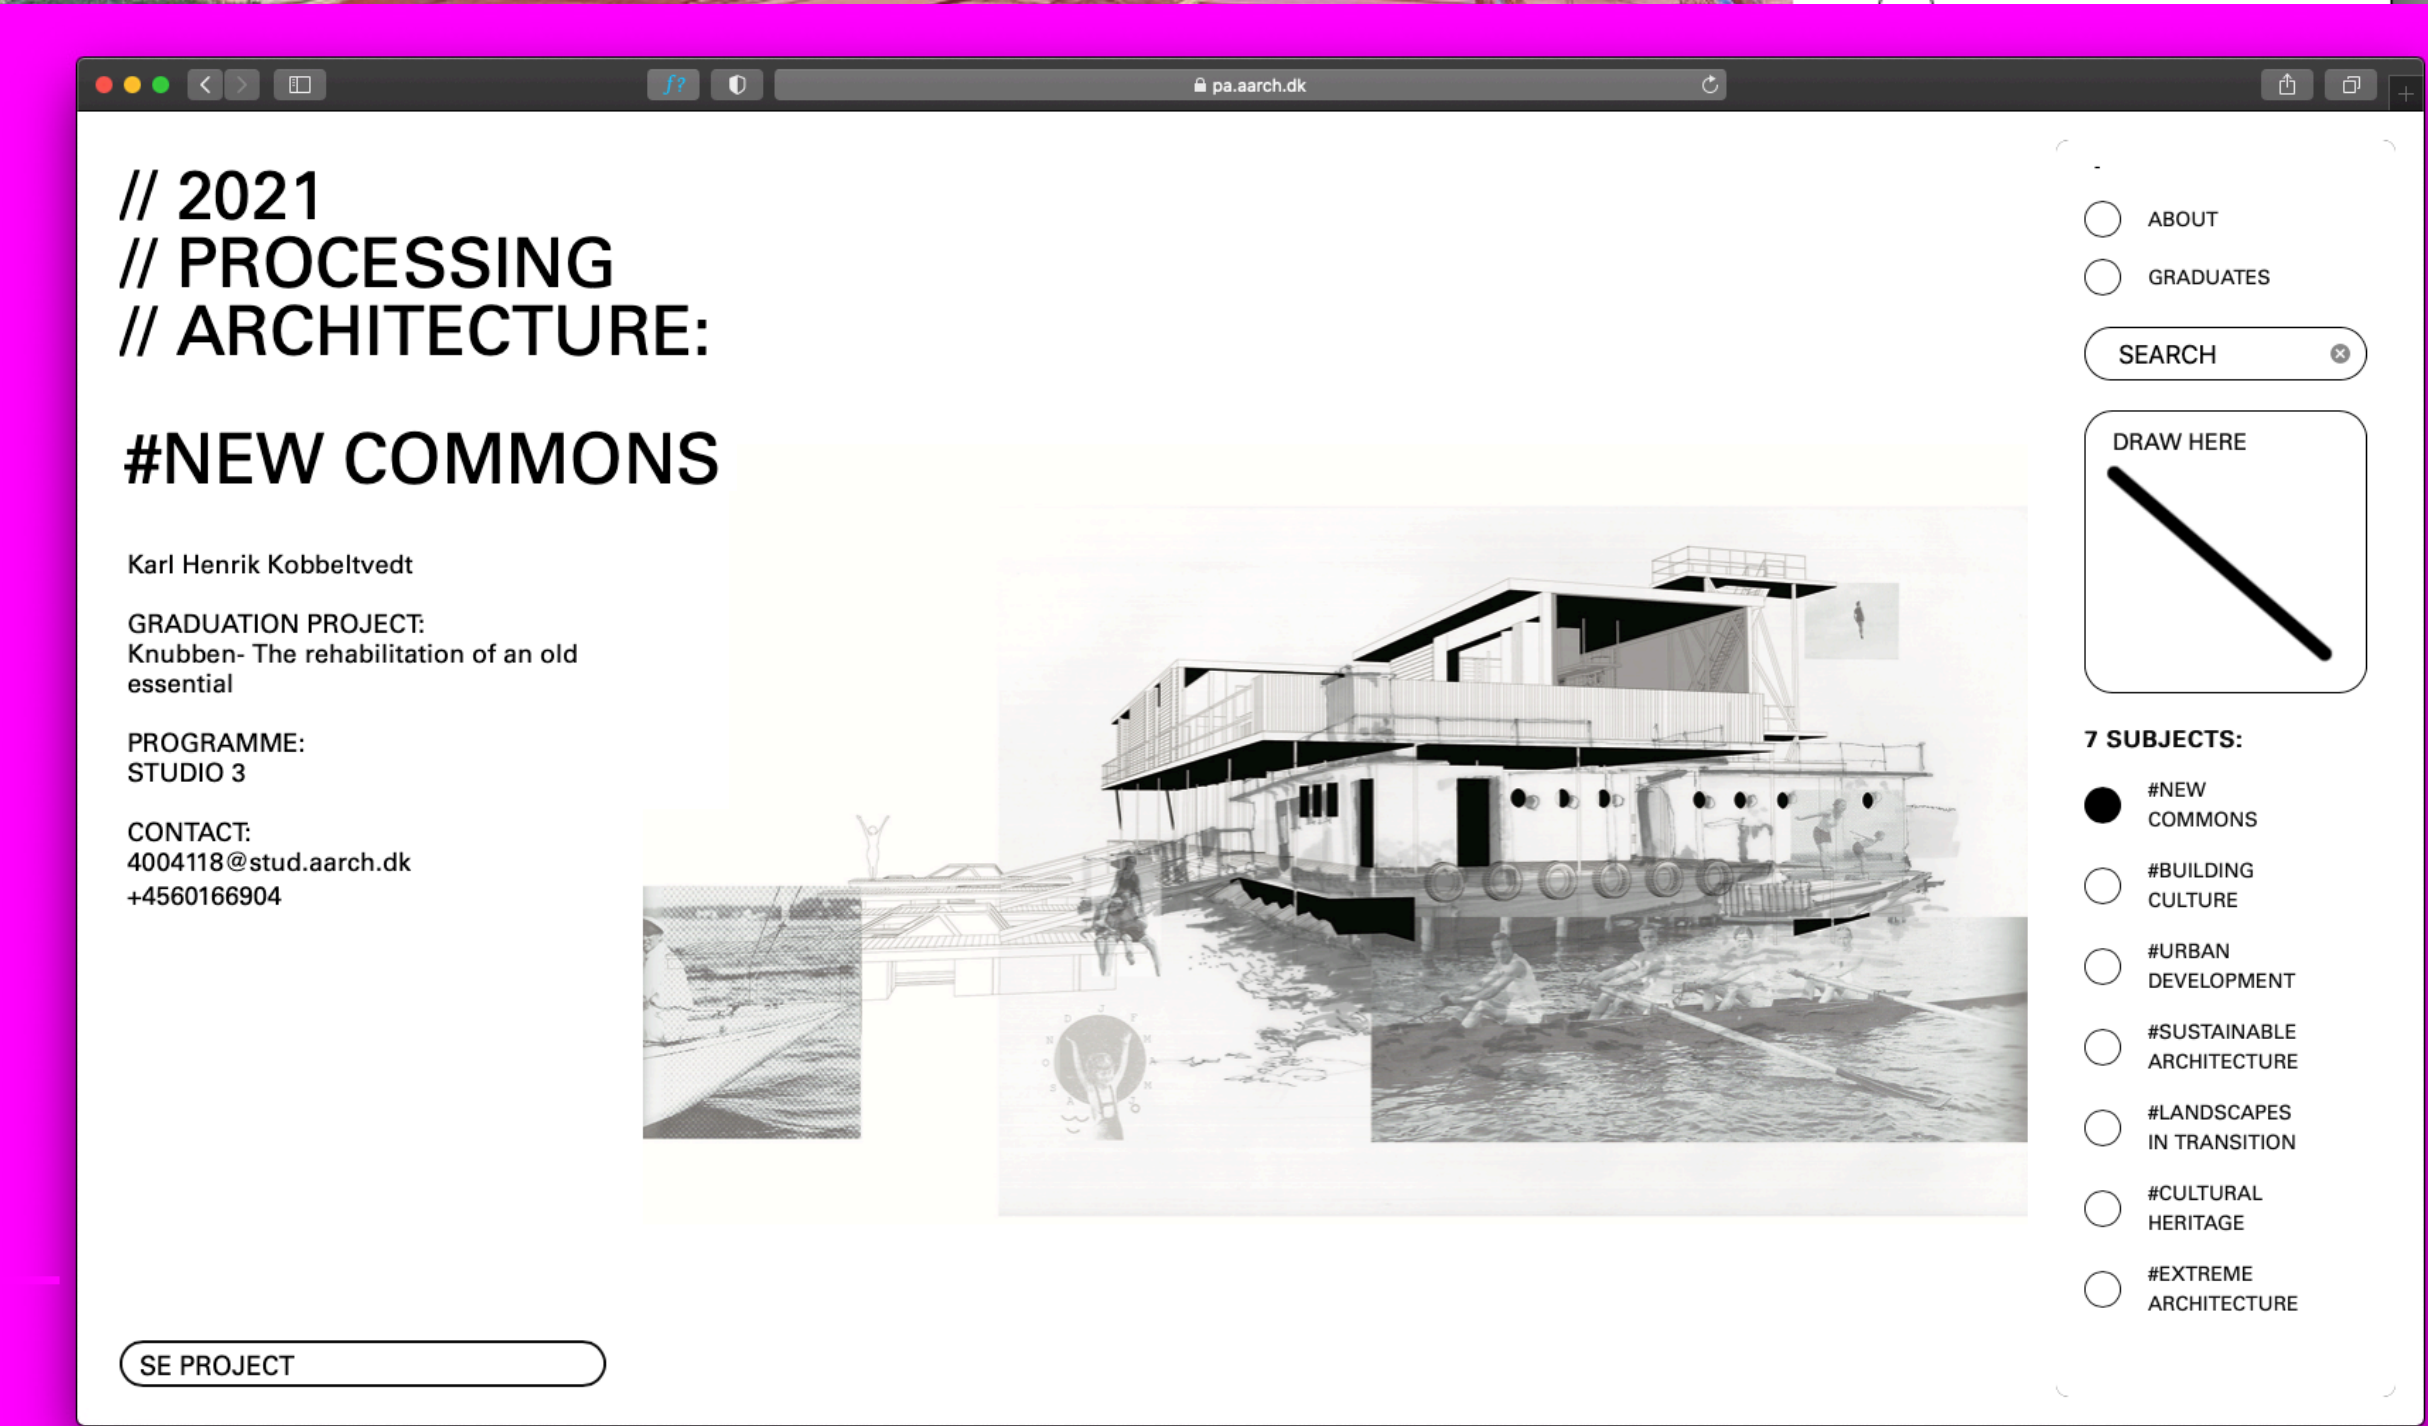 pa.aarch.dk
// 2021
// PROCESSING
// ARCHITECTURE:
#NEW COMMONS
Karl Henrik Kobbeltvedt
GRADUATION PROJECT:
Knubben- The rehabilitation of an old
essential
PROGRAMME:
STUDIO 3
CONTACT:
4004118@stud.aarch.dk
+4560166904
SE PROJECT
J
F
M
A
M
J
A
S
O
N
D
-
ABOUT
GRADUATES
SEARCH
DRAW HERE
7 SUBJECTS:
#NEW
COMMONS
#BUILDING
CULTURE
#URBAN
DEVELOPMENT
#SUSTAINABLE
ARCHITECTURE
#LANDSCAPES
IN TRANSITION
#CULTURAL
HERITAGE
#EXTREME
ARCHITECTURE